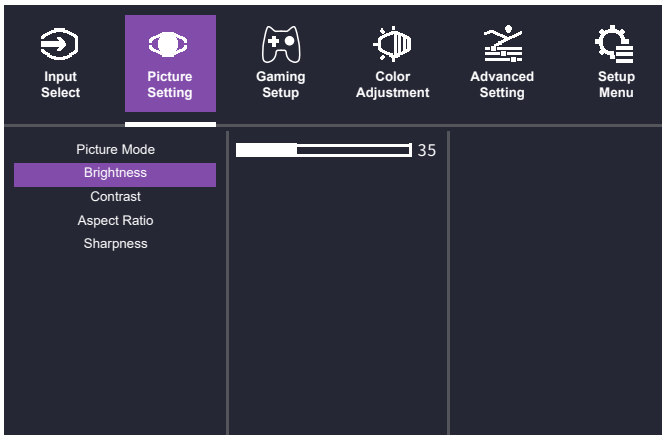 Input
Select
Picture
Setting
Gaming
Setup
Color
Adjustment
Advanced
Setting
Setup
Menu
Picture Mode
Brightness
35
Contrast
Aspect Ratio
Sharpness